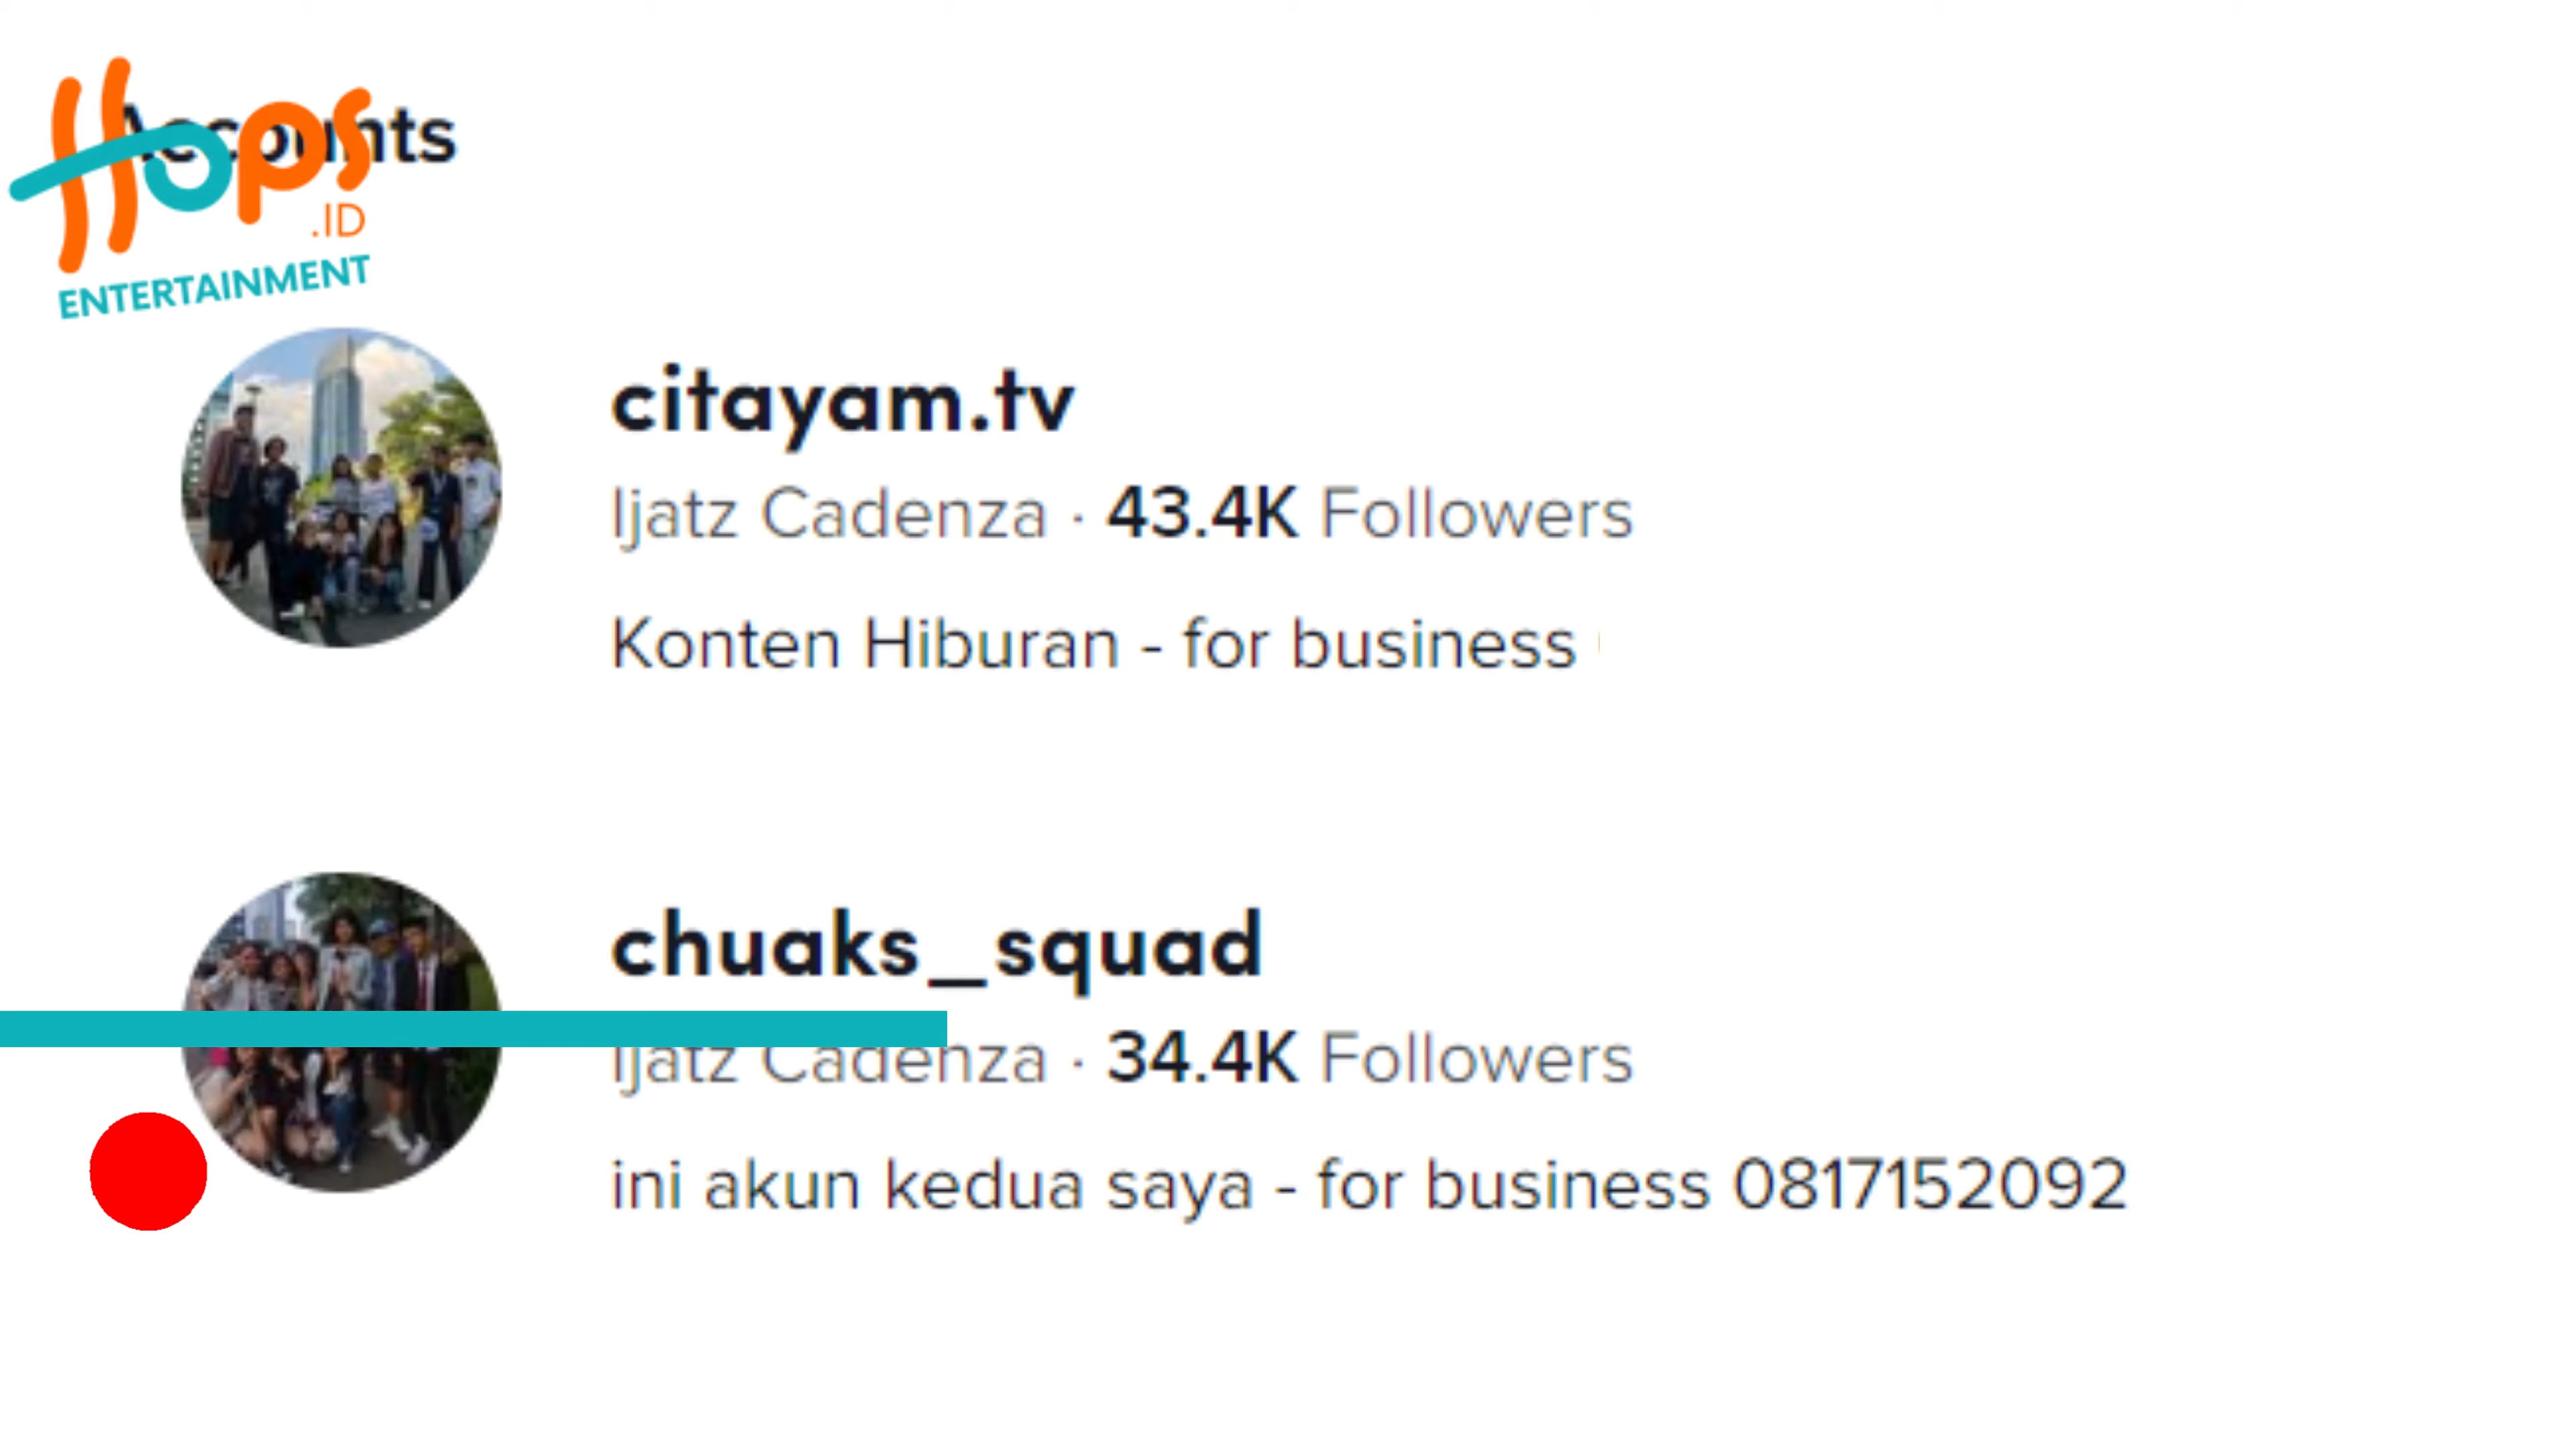 Accounts
Hops
.ID
ENTERTAINMENT
citayam.tv
Ijatz Cadenza · 43.4K Followers
Konten Hiburan - for business
chuaks_squad
Ijatz Cadenza · 34.4K Followers
ini akun kedua saya - for business 0817152092